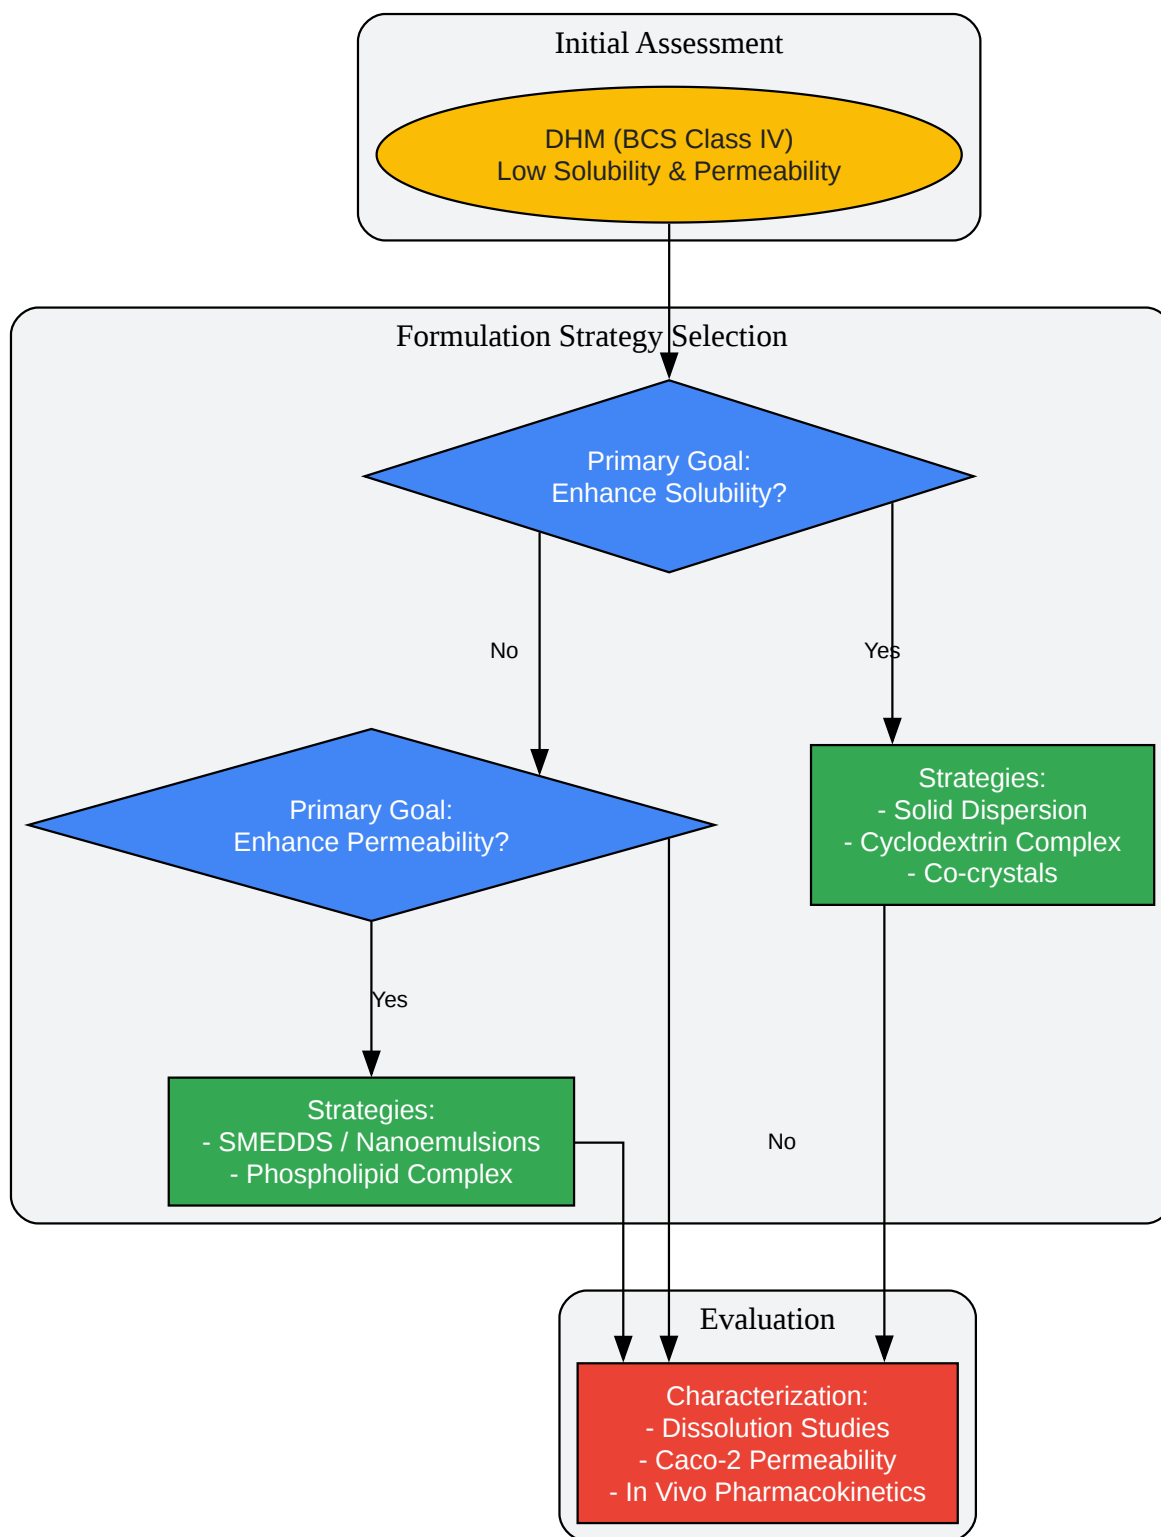 Initial Assessment
DHM (BCS Class IV)
Low Solubility & Permeability
Formulation Strategy Selection
Primary Goal:
Enhance Solubility?
No
Yes
Primary Goal:
Enhance Permeability?
Strategies:
- Solid Dispersion
- Cyclodextrin Complex
- Co-crystals
Yes
Strategies:
- SMEDDS / Nanoemulsions
- Phospholipid Complex
No
Evaluation
Characterization:
- Dissolution Studies
- Caco-2 Permeability
- In Vivo Pharmacokinetics